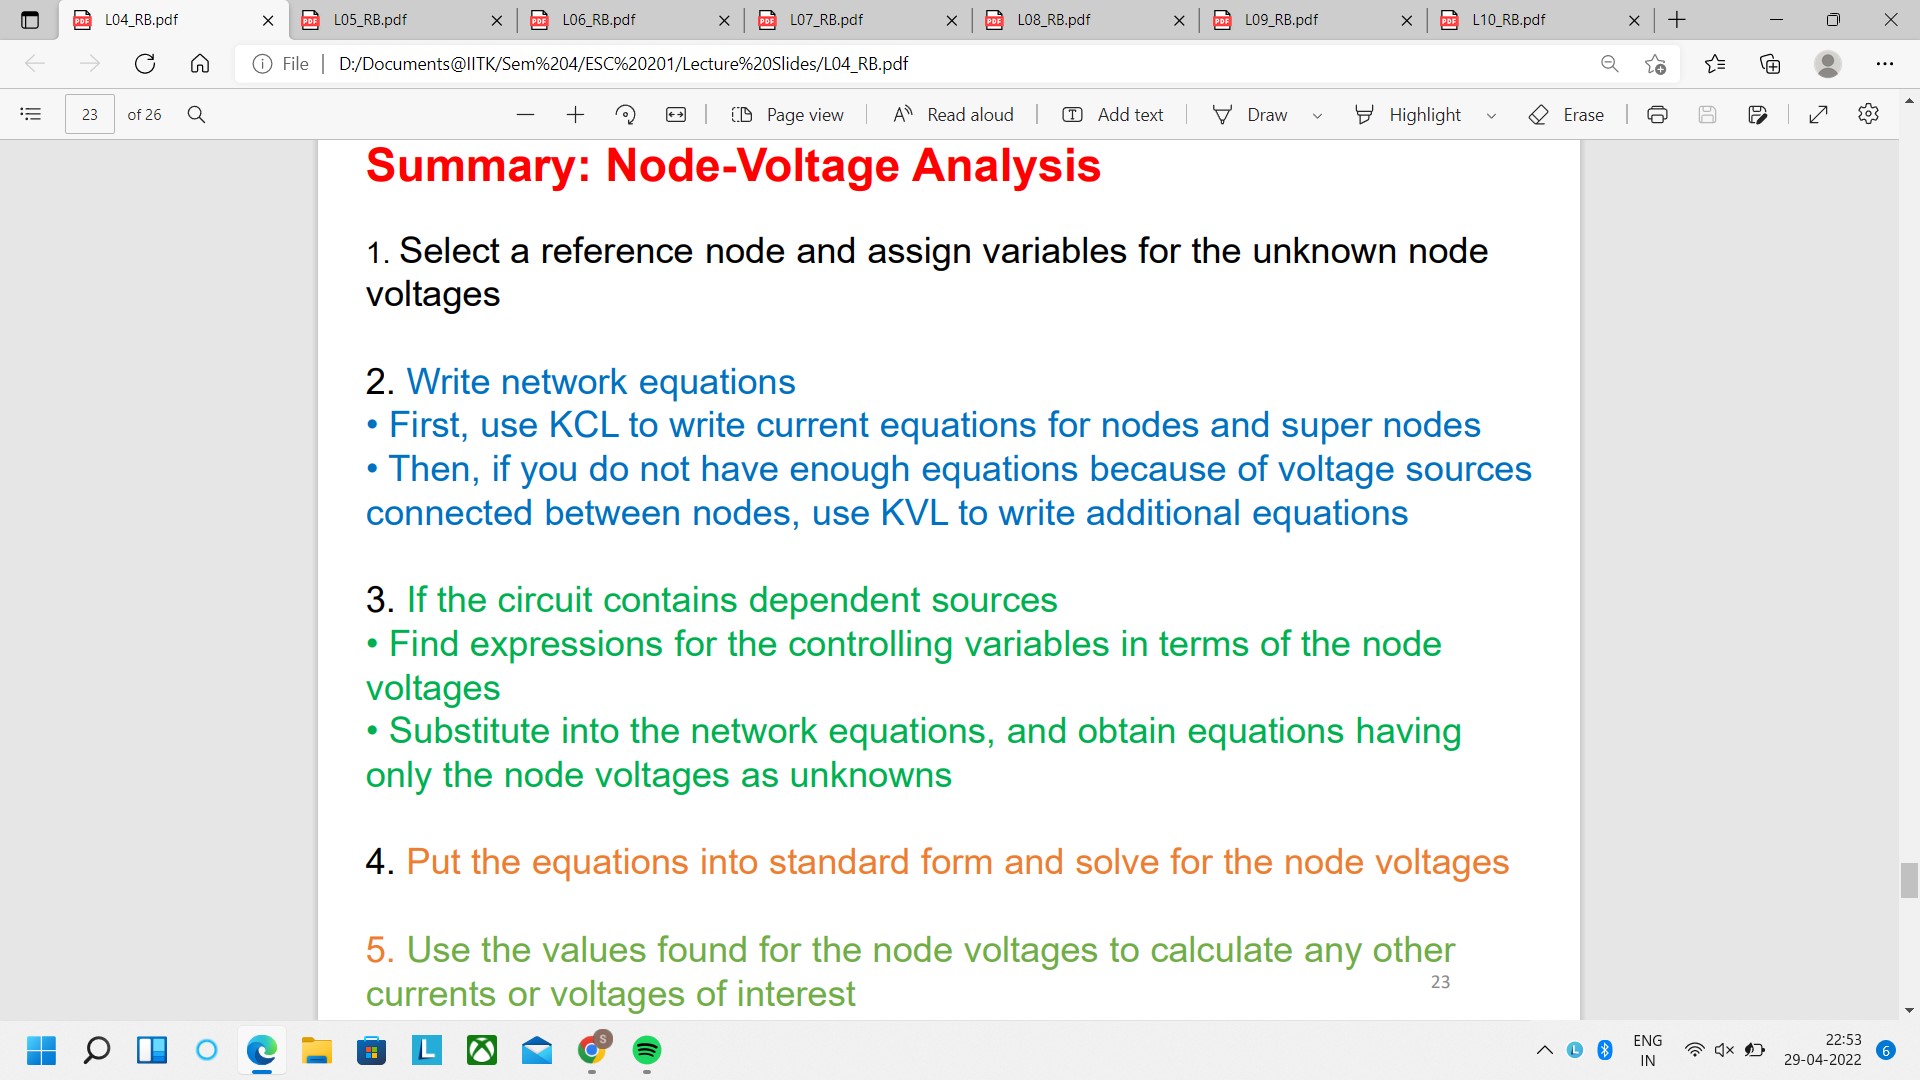 L04_RB.pdf L05_RB.pdf L06_RB.pdf L07_RB.pdf L08_RB.pdf L09_RB.pdf L10_RB.pdf
File D:/Documents@IITK/Sem%204/ESC%20201/Lecture%20Slides/L04_RB.pdf
23 of 26 Page view Read aloud Add text Draw Highlight Erase
Summary: Node-Voltage Analysis
1. Select a reference node and assign variables for the unknown node
voltages
2. Write network equations
• First, use KCL to write current equations for nodes and super nodes
• Then, if you do not have enough equations because of voltage sources
connected between nodes, use KVL to write additional equations
3. If the circuit contains dependent sources
• Find expressions for the controlling variables in terms of the node
voltages
• Substitute into the network equations, and obtain equations having
only the node voltages as unknowns
4. Put the equations into standard form and solve for the node voltages
5. Use the values found for the node voltages to calculate any other
currents or voltages of interest
23
ENG
IN
22:53
29-04-2022
6